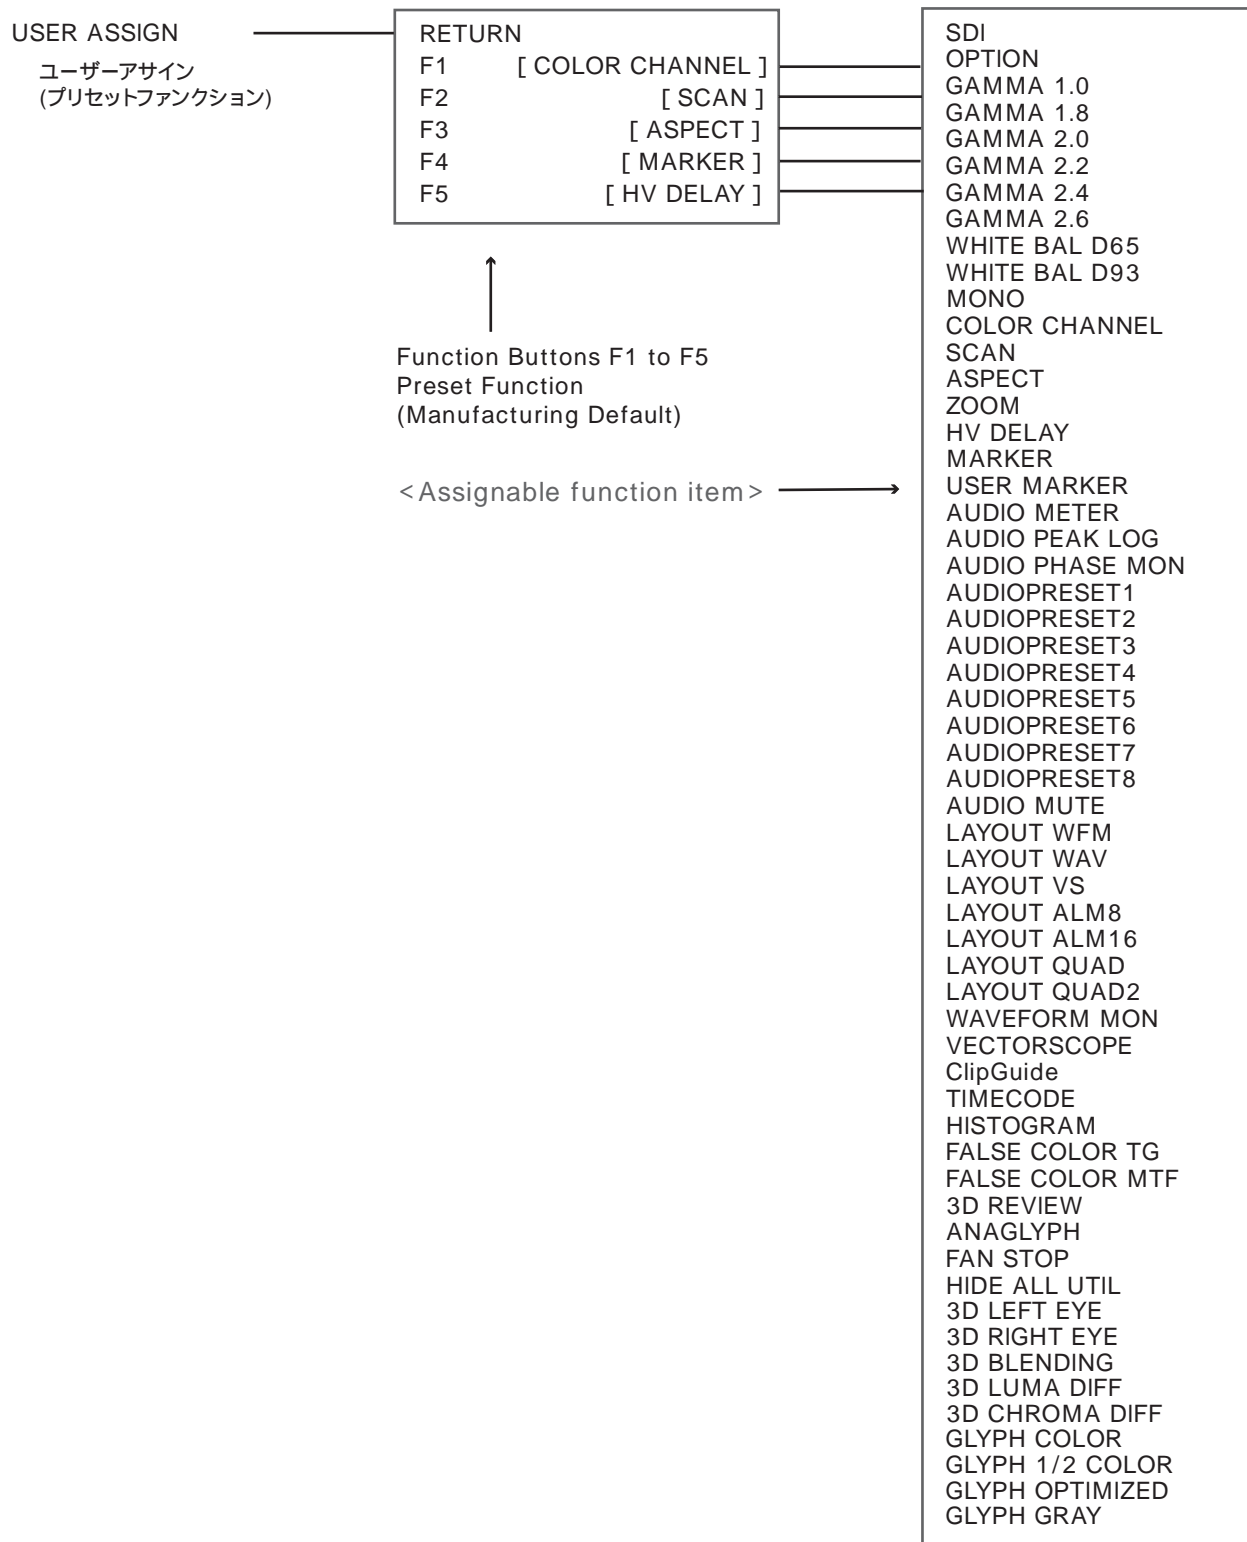 USER ASSIGN
ユーザーアサイン
(プリセットファンクション)
RETURN
F1 [ COLOR CHANNEL ]
F2 [ SCAN ]
F3 [ ASPECT ]
F4 [ MARKER ]
F5 [ HV DELAY ]
Function Buttons F1 to F5
Preset Function
(Manufacturing Default)
<Assignable function item>
SDI
OPTION
GAMMA 1.0
GAMMA 1.8
GAMMA 2.0
GAMMA 2.2
GAMMA 2.4
GAMMA 2.6
WHITE BAL D65
WHITE BAL D93
MONO
COLOR CHANNEL
SCAN
ASPECT
ZOOM
HV DELAY
MARKER
USER MARKER
AUDIO METER
AUDIO PEAK LOG
AUDIO PHASE MON
AUDIOPRESET1
AUDIOPRESET2
AUDIOPRESET3
AUDIOPRESET4
AUDIOPRESET5
AUDIOPRESET6
AUDIOPRESET7
AUDIOPRESET8
AUDIO MUTE
LAYOUT WFM
LAYOUT WAV
LAYOUT VS
LAYOUT ALM8
LAYOUT ALM16
LAYOUT QUAD
LAYOUT QUAD2
WAVEFORM MON
VECTORSCOPE
ClipGuide
TIMECODE
HISTOGRAM
FALSE COLOR TG
FALSE COLOR MTF
3D REVIEW
ANAGLYPH
FAN STOP
HIDE ALL UTIL
3D LEFT EYE
3D RIGHT EYE
3D BLENDING
3D LUMA DIFF
3D CHROMA DIFF
GLYPH COLOR
GLYPH 1/2 COLOR
GLYPH OPTIMIZED
GLYPH GRAY